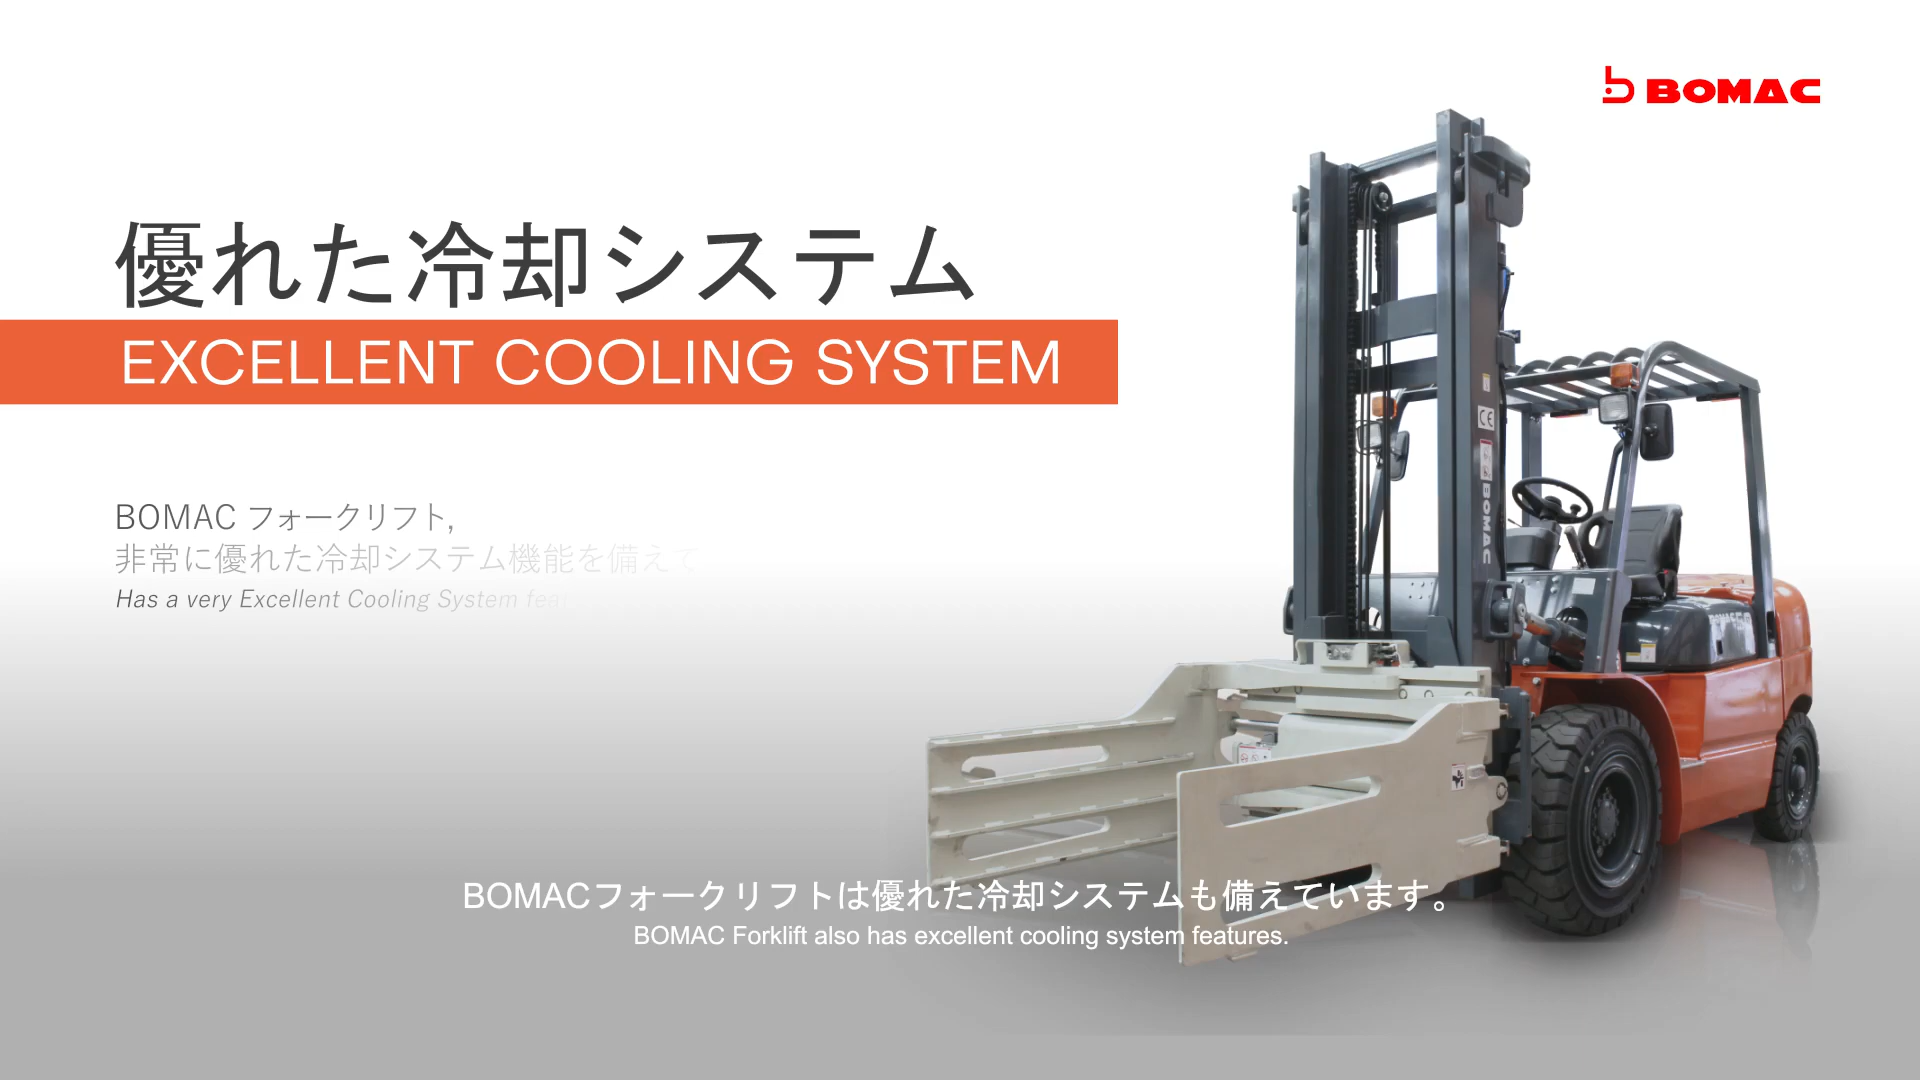 BOMAC
優れた冷却システム
EXCELLENT COOLING SYSTEM
BOMAC フォークリフト,
非常に優れた冷却システム機能を備えて
Has a very Excellent Cooling System
CE
BOMAC
BOMACフォークリフトは優れた冷却システムも備えています。
BOMAC Forklift also has excellent cooling system features.